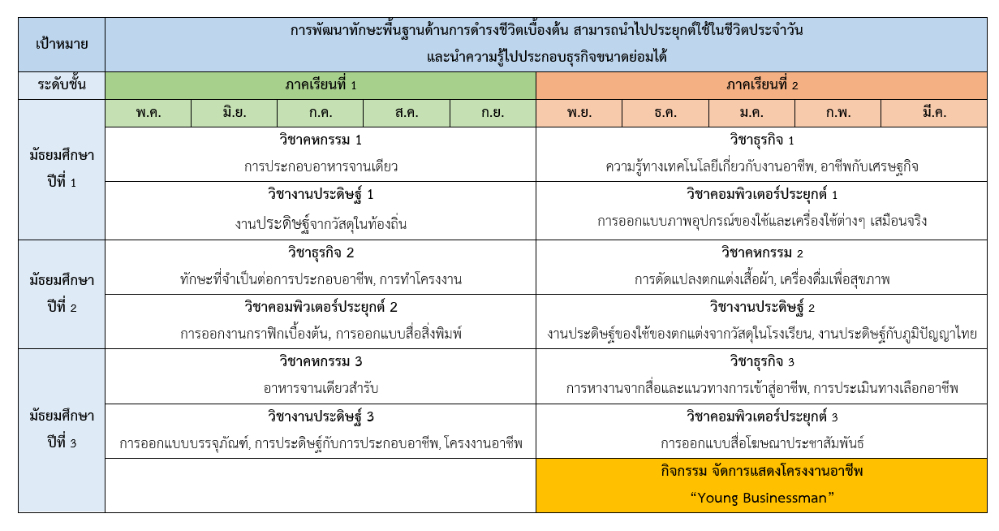 เป้าหมาย
การพัฒนาทักษะพื้นฐานด้านการดำรงชีวิตเบื้องต้น สามารถนำไปประยุกต์ใช้ในชีวิตประจำวัน
และนำความรู้ไปประกอบธุรกิจขนาดย่อมได้
ระดับชั้น
ภาคเรียนที่ 1
ภาคเรียนที่ 2
พ.ค.
มิ.ย.
ก.ค.
ส.ค.
ก.ย.
พ.ย.
ธ.ค.
ม.ค.
ก.พ.
มี.ค.
มัธยมศึกษา
ปีที่ 1
วิชาคหกรรม 1
การประกอบอาหารจานเดียว
วิชาธุรกิจ 1
ความรู้ทางเทคโนโลยีเกี่ยวกับงานอาชีพ, อาชีพกับเศรษฐกิจ
วิชางานประดิษฐ์ 1
งานประดิษฐ์จากวัสดุในท้องถิ่น
วิชาคอมพิวเตอร์ประยุกต์ 1
การออกแบบภาพอุปกรณ์ของใช้และเครื่องใช้ต่างๆ เสมือนจริง
มัธยมศึกษา
ปีที่ 2
วิชาธุรกิจ 2
ทักษะที่จำเป็นต่อการประกอบอาชีพ, การทำโครงงาน
วิชาคหกรรม 2
การดัดแปลงตกแต่งเสื้อผ้า, เครื่องดื่มเพื่อสุขภาพ
วิชาคอมพิวเตอร์ประยุกต์ 2
การออกงานกราฟิกเบื้องต้น, การออกแบบสื่อสิ่งพิมพ์
วิชางานประดิษฐ์ 2
งานประดิษฐ์ของใช้ของตกแต่งจากวัสดุในโรงเรียน, งานประดิษฐ์กับภูมิปัญญาไทย
มัธยมศึกษา
ปีที่ 3
วิชาคหกรรม 3
อาหารจานเดียวสำรับ
วิชาธุรกิจ 3
การหางานจากสื่อและแนวทางการเข้าสู่อาชีพ, การประเมินทางเลือกอาชีพ
วิชางานประดิษฐ์ 3
การออกแบบบรรจุภัณฑ์, การประดิษฐ์กับการประกอบอาชีพ, โครงงานอาชีพ
วิชาคอมพิวเตอร์ประยุกต์ 3
การออกแบบสื่อโฆษณาประชาสัมพันธ์
กิจกรรม จัดการแสดงโครงงานอาชีพ
“Young Businessman”